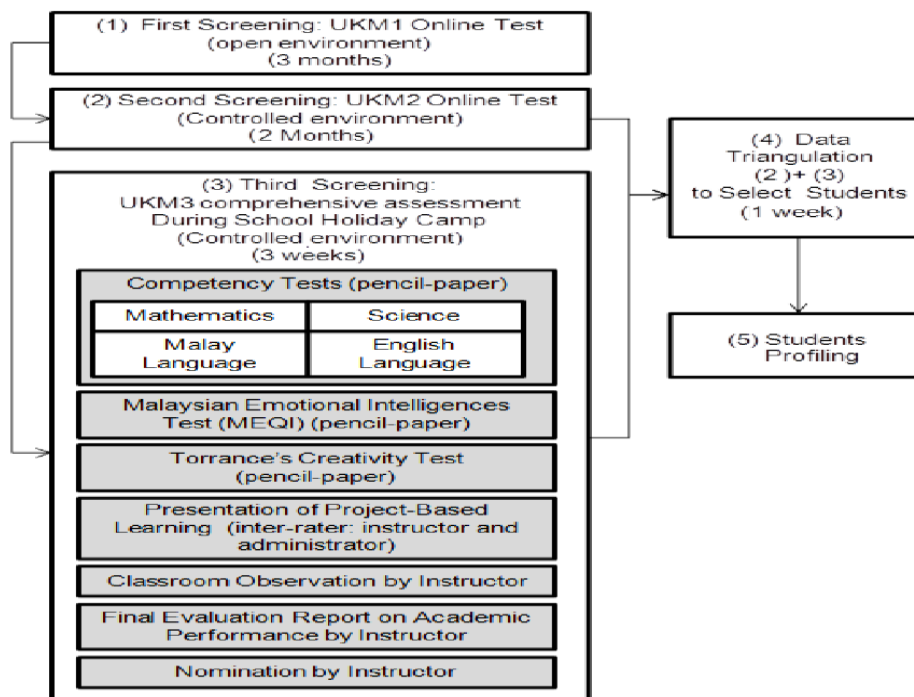 (1) First Screening: UKM1 Online Test
(open environment)
(3 months)
(2) Second Screening: UKM2 Online Test
(Controlled environment)
(2 Months)
(3) Third Screening:
UKM3 comprehensive assessment
During School Holiday Camp
(Controlled environment)
(3 weeks)
Competency Tests (pencil-paper)
Mathematics
Science
Malay
Language
English
Language
Malaysian Emotional Intelligences
Test (MEQI) (pencil-paper)
Torrance's Creativity Test
(pencil-paper)
Presentation of Project-Based
Learning (inter-rater: instructor and
administrator)
Classroom Observation by Instructor
Final Evaluation Report on Academic
Performance by Instructor
Nomination by Instructor
(4) Data
Triangulation
(2 )+ (3)
to Select Students
(1 week)
(5) Students
Profiling